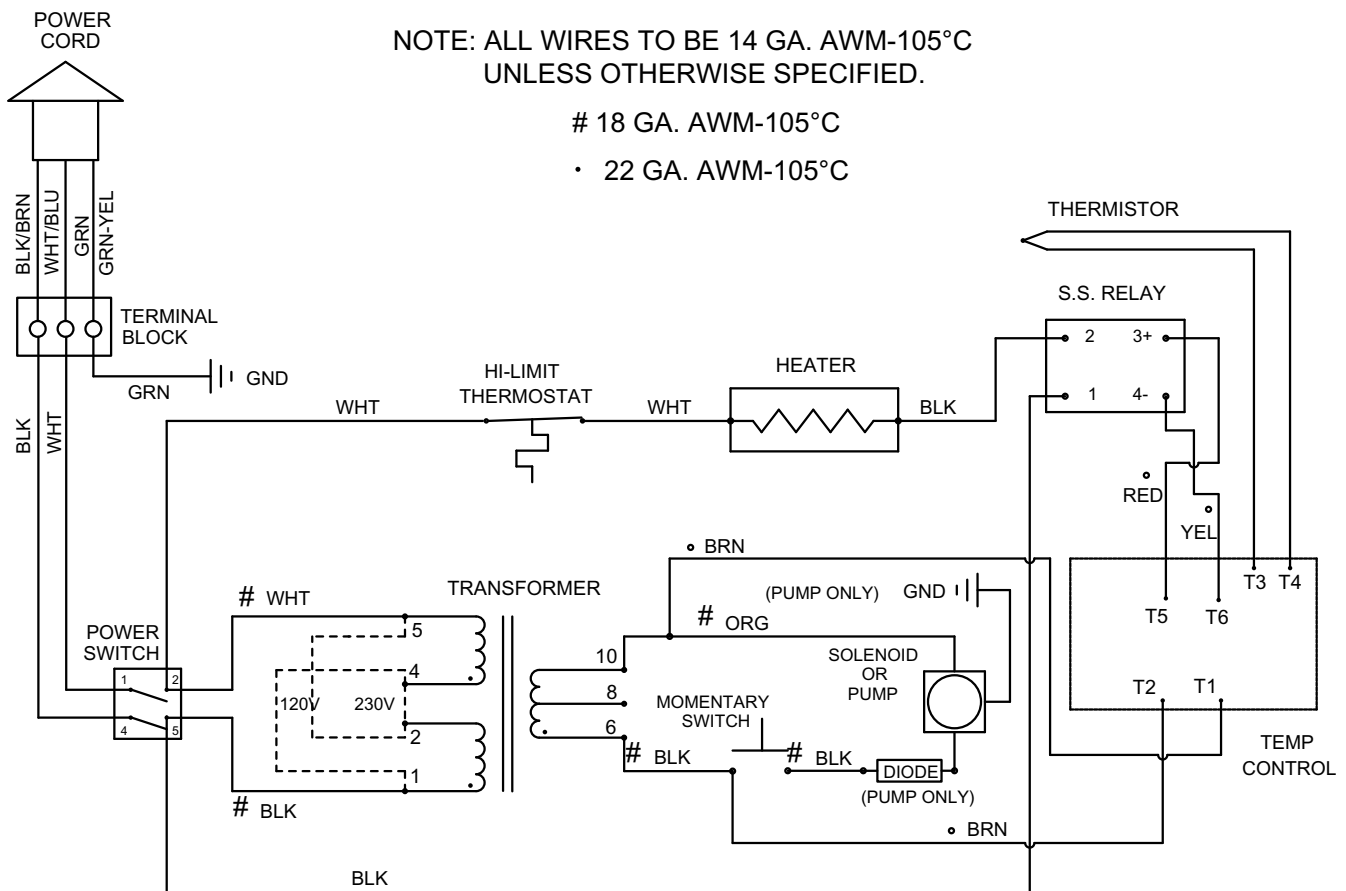 POWER
CORD
NOTE: ALL WIRES TO BE 14 GA. AWM-105°C
UNLESS OTHERWISE SPECIFIED.
# 18 GA. AWM-105°C
· 22 GA. AWM-105°C
BLK/BRN
WHT/BLU
GRN
GRN-YEL
TERMINAL
BLOCK
GRN
GND
BLK
WHT
WHT
HI-LIMIT
THERMOSTAT
WHT
HEATER
BLK
THERMISTOR
S.S. RELAY
2
3+
1
4-
RED
YEL
T3
T4
T5
T6
T2
T1
TEMP
CONTROL
BRN
POWER
SWITCH
1
2
4
5
# WHT
# BLK
TRANSFORMER
5
4
120V
230V
2
1
10
8
6
# ORG
(PUMP ONLY)
GND
SOLENOID
OR
PUMP
MOMENTARY
SWITCH
# BLK
# BLK
DIODE
(PUMP ONLY)
BRN
BLK